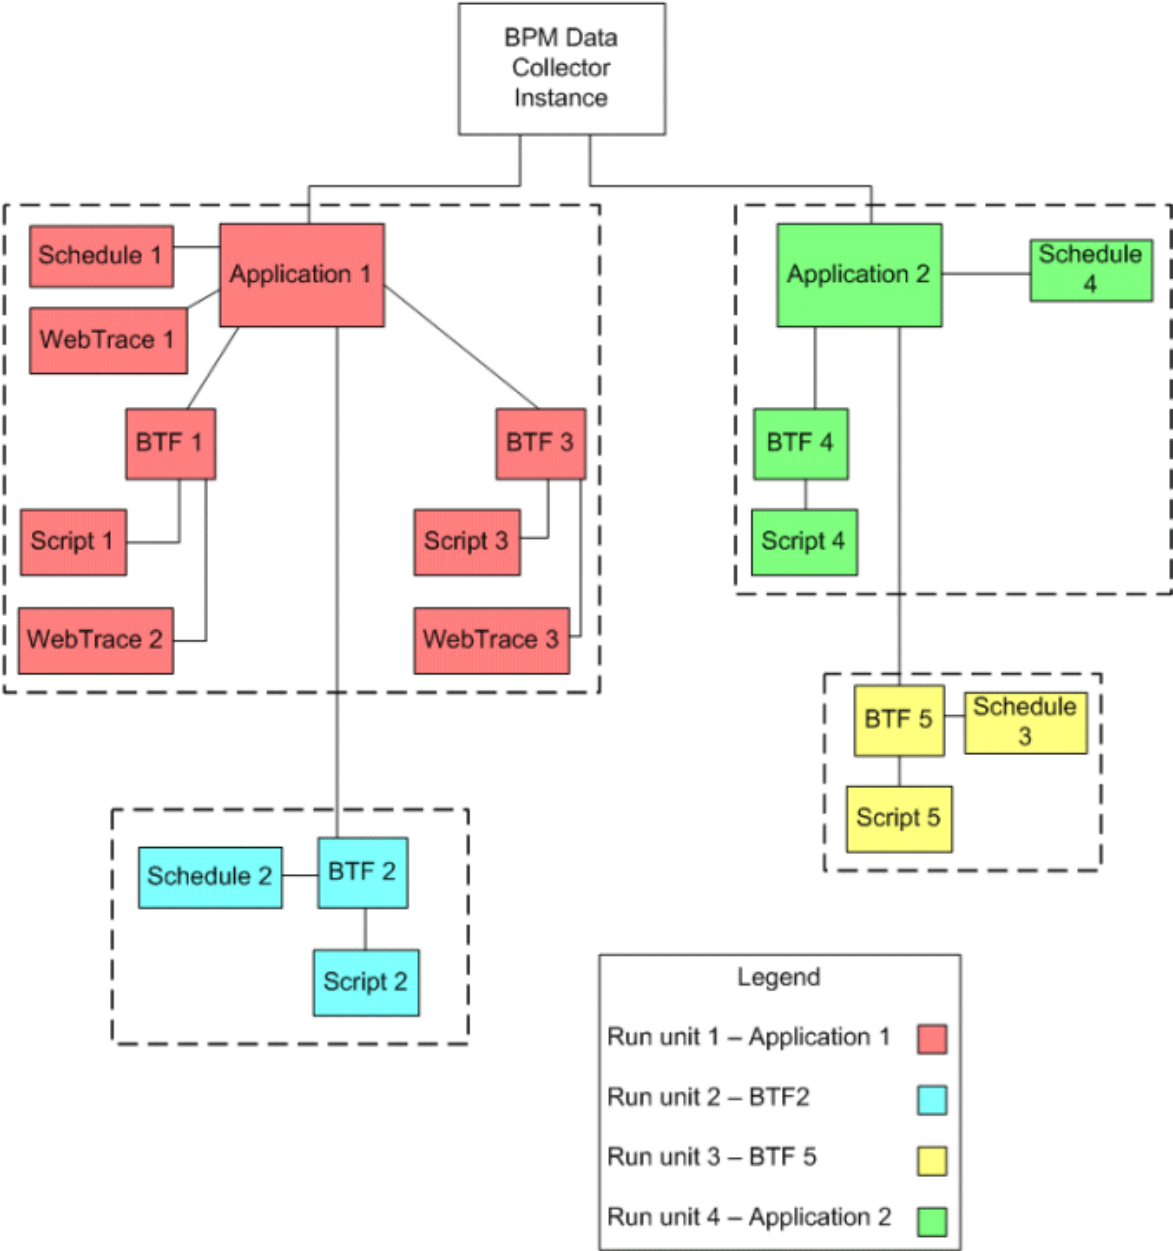 BPM Data
Collector
Instance
Schedule 1
Application 1
WebTrace 1
BTF 1
BTF 3
Script 1
Script 3
WebTrace 2
WebTrace 3
Application 2
Schedule
4
BTF 4
Script 4
BTF 5
Schedule
3
Script 5
Schedule 2
BTF 2
Script 2
Legend
Run unit 1 – Application 1
Run unit 2 – BTF2
Run unit 3 – BTF 5
Run unit 4 – Application 2